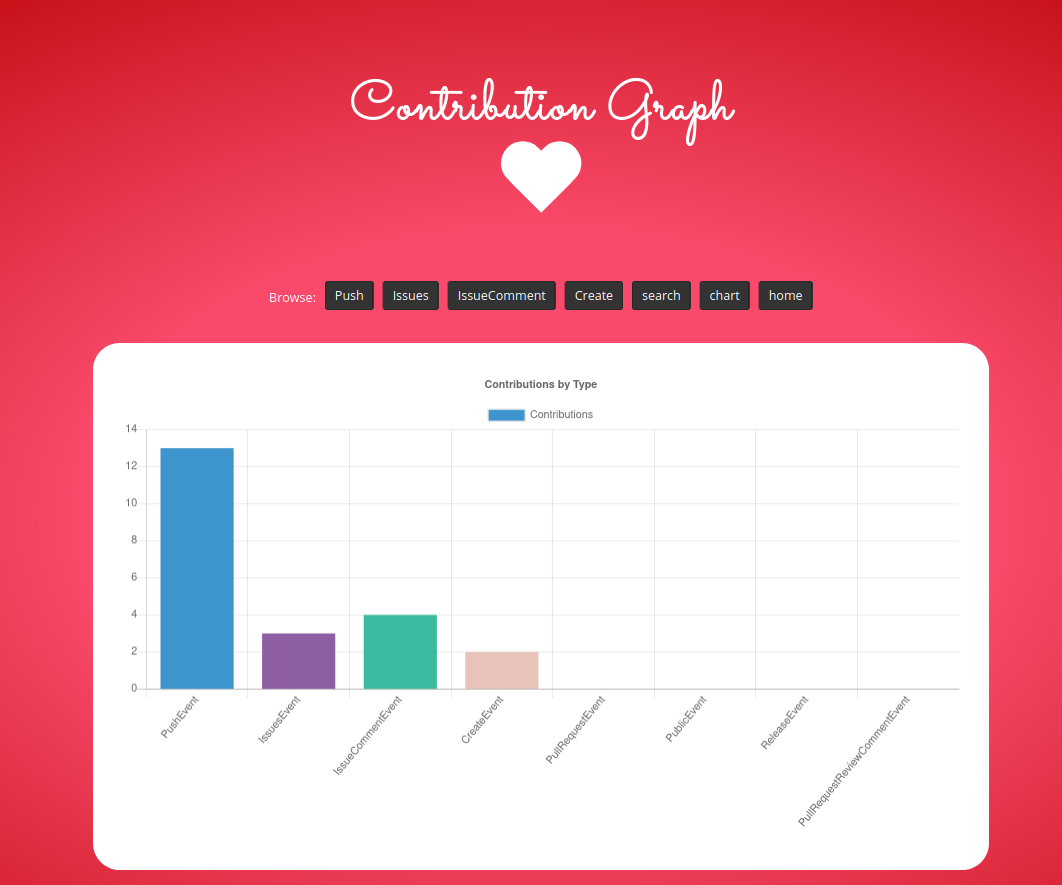 Contribution Graph
Browse: Push Issues IssueComment Create search chart home
Contributions by Type
Contributions
14
12
10
8
6
4
2
0
PushEvent
IssuesEvent
IssueCommentEvent
CreateEvent
PullRequestEvent
PublicEvent
ReleaseEvent
PullRequestReviewCommentEvent